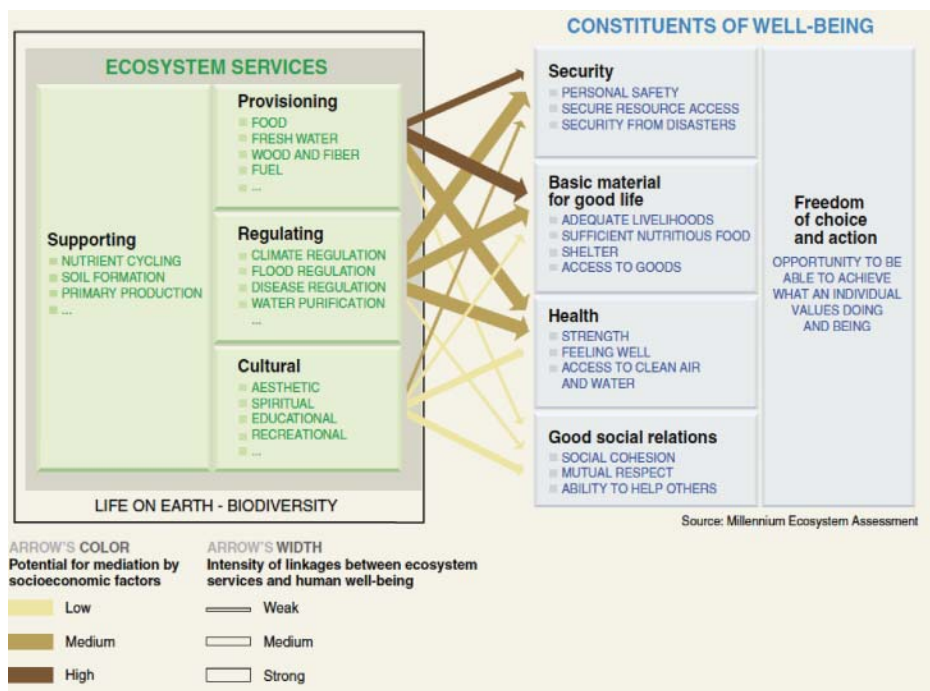 CONSTITUENTS OF WELL-BEING
ECOSYSTEM SERVICES
Supporting
NUTRIENT CYCLING
SOIL FORMATION
PRIMARY PRODUCTION
...
Provisioning
FOOD
FRESH WATER
WOOD AND FIBER
FUEL
...
Regulating
CLIMATE REGULATION
FLOOD REGULATION
DISEASE REGULATION
WATER PURIFICATION
...
Cultural
AESTHETIC
SPIRITUAL
EDUCATIONAL
RECREATIONAL
...
LIFE ON EARTH - BIODIVERSITY
Security
PERSONAL SAFETY
SECURE RESOURCE ACCESS
SECURITY FROM DISASTERS
Basic material
for good life
ADEQUATE LIVELIHOODS
SUFFICIENT NUTRITIOUS FOOD
SHELTER
ACCESS TO GOODS
Health
STRENGTH
FEELING WELL
ACCESS TO CLEAN AIR
AND WATER
Good social relations
SOCIAL COHESION
MUTUAL RESPECT
ABILITY TO HELP OTHERS
Freedom
of choice
and action
OPPORTUNITY TO BE
ABLE TO ACHIEVE
WHAT AN INDIVIDUAL
VALUES DOING
AND BEING
Source: Millennium Ecosystem Assessment
ARROW'S COLOR
Potential for mediation by
socioeconomic factors
Low
Medium
High
ARROW'S WIDTH
Intensity of linkages between ecosystem
services and human well-being
Weak
Medium
Strong